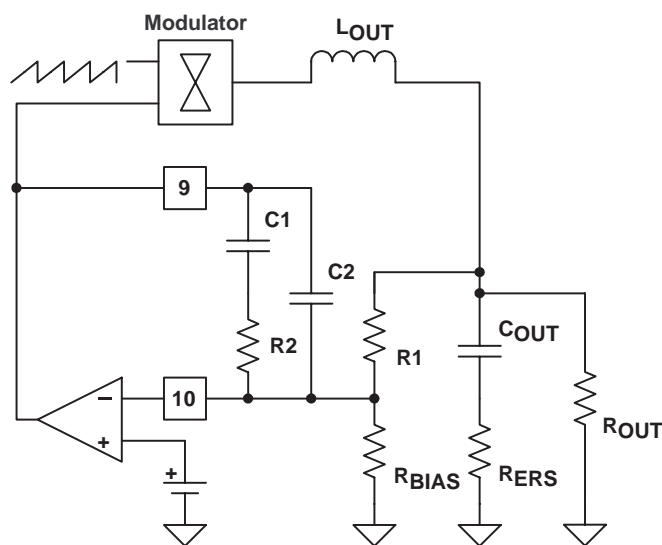 Modulator
LOUT
9
C1
C2
R2
R1
COUT
10
ROUT
RBIAS
RERS
−
+
+